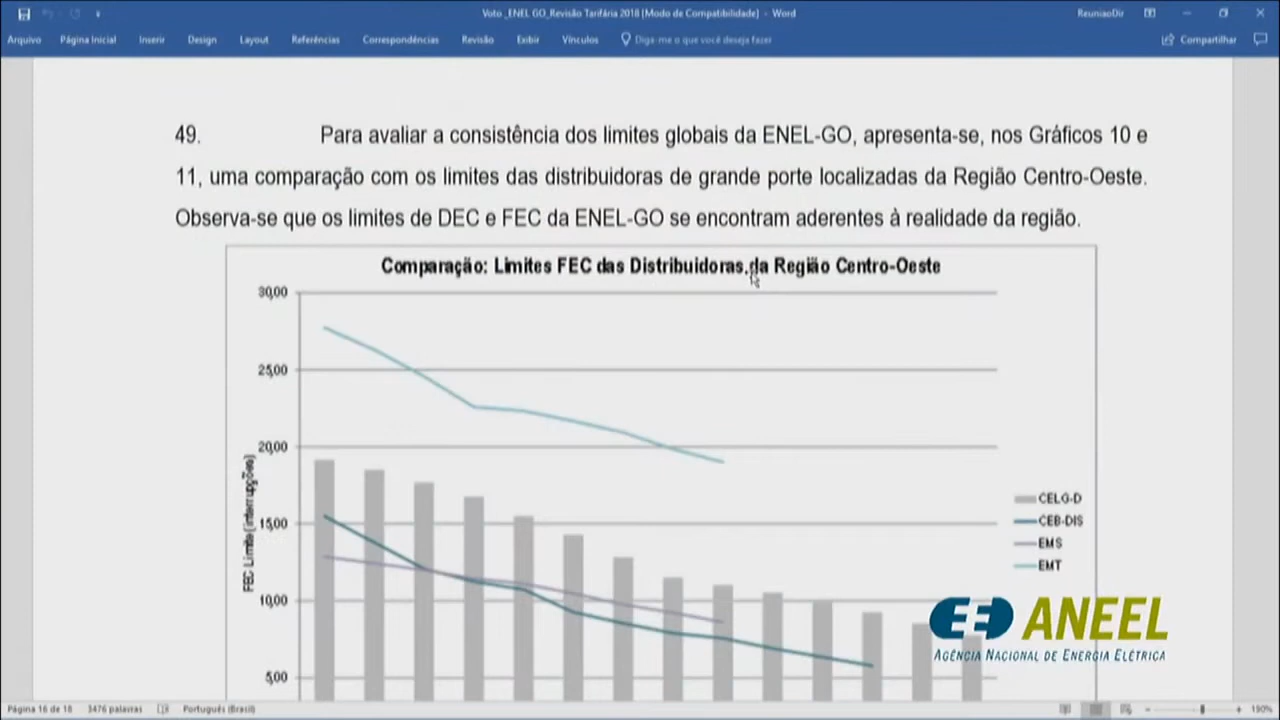 Voto _ENEL GO_Revisão Tarifária 2018 [Modo de Compatibilidade] - Word
ReuniaoDir
Arquivo Página Inicial Inserir Design Layout Referências Correspondências Revisão Exibir Vínculos Diga-me o que você deseja fazer Compartilhar
49. Para avaliar a consistência dos limites globais da ENEL-GO, apresenta-se, nos Gráficos 10 e
11, uma comparação com os limites das distribuidoras de grande porte localizadas da Região Centro-Oeste.
Observa-se que os limites de DEC e FEC da ENEL-GO se encontram aderentes à realidade da região.
Comparação: Limites FEC das Distribuidoras da Região Centro-Oeste
30,00
25,00
20,00
15,00
10,00
5,00
FEC Limite (interrupções)
CELG-D
CEB-DIS
EMS
EMT
ANEEL
AGÊNCIA NACIONAL DE ENERGIA ELÉTRICA
Página 16 de 18 3476 palavras Português (Brasil) 190%